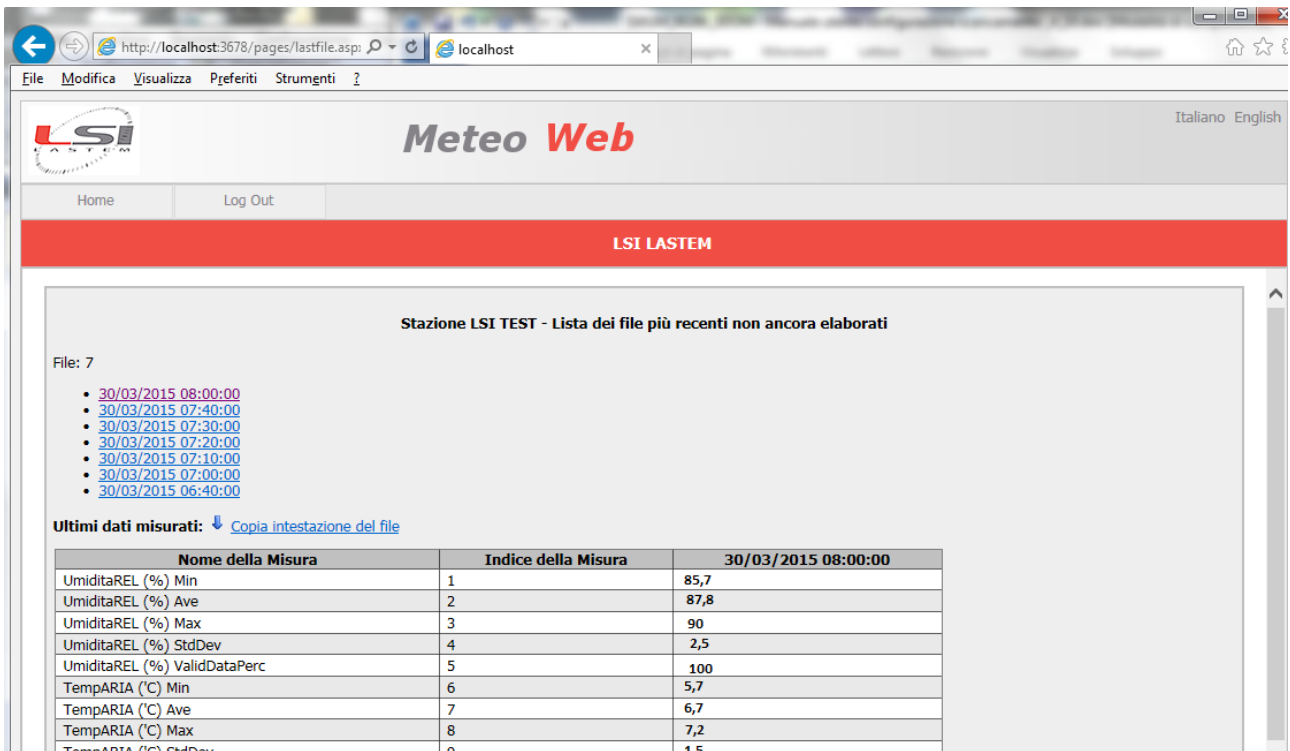 http://localhost:3678/pages/lastfile.asp
localhost
File Modifica Visualizza Preferiti Strumenti ?
LSI
LASTEM
Meteo Web
Italiano English
Home Log Out
LSI LASTEM
Stazione LSI TEST - Lista dei file più recenti non ancora elaborati
File: 7
• 30/03/2015 08:00:00
• 30/03/2015 07:40:00
• 30/03/2015 07:30:00
• 30/03/2015 07:20:00
• 30/03/2015 07:10:00
• 30/03/2015 07:00:00
• 30/03/2015 06:40:00
Ultimi dati misurati: Copia intestazione del file
Nome della Misura Indice della Misura 30/03/2015 08:00:00
UmiditaREL (%) Min 1 85,7
UmiditaREL (%) Ave 2 87,8
UmiditaREL (%) Max 3 90
UmiditaREL (%) StdDev 4 2,5
UmiditaREL (%) ValidDataPerc 5 100
TempARIA ('C) Min 6 5,7
TempARIA ('C) Ave 7 6,7
TempARIA ('C) Max 8 7,2
TempARIA ('C) StdDev 9 1,5